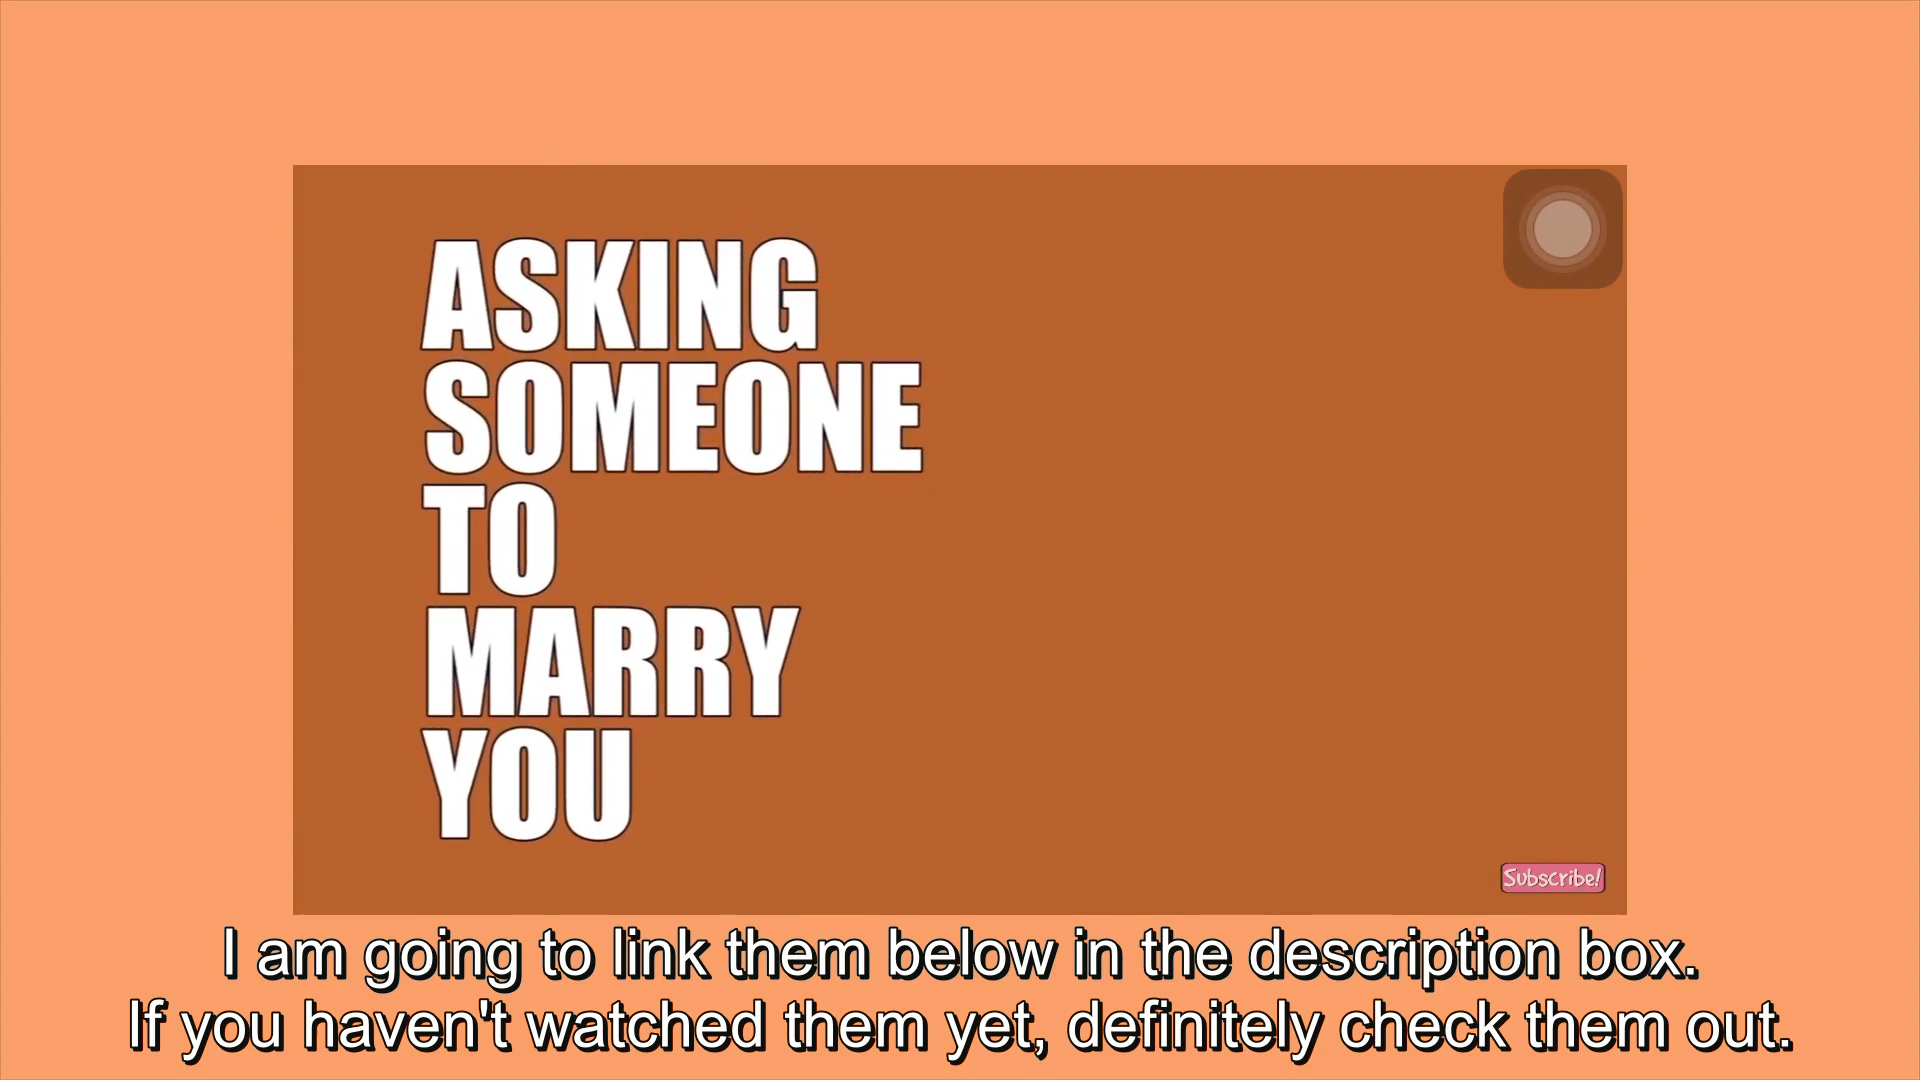 ASKING
SOMEONE
TO
MARRY
YOU
Subscribe!
I am going to link them below in the description box.
If you haven't watched them yet, definitely check them out.